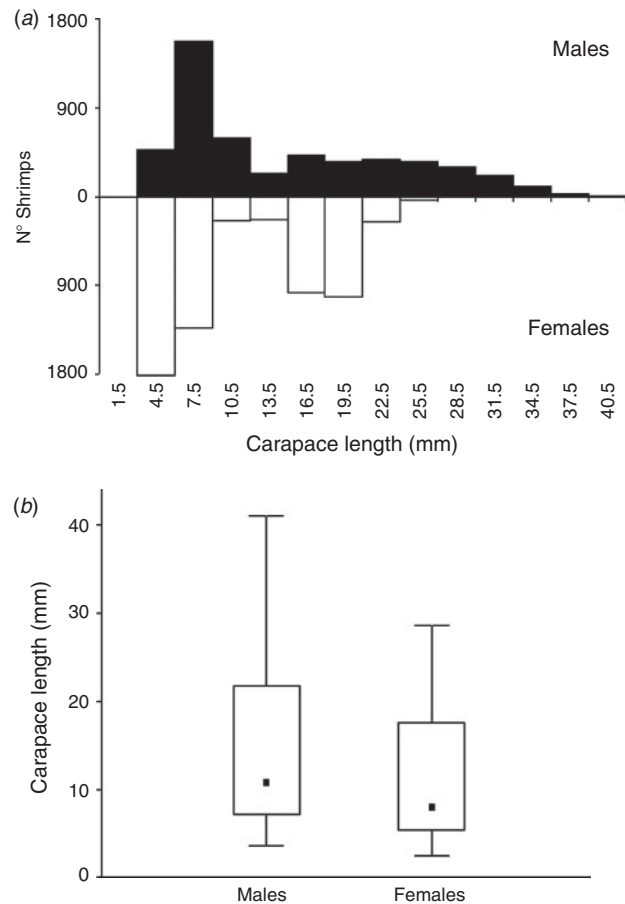 (a)
1800
Males
900
N° Shrimps
0
900
Females
1800
1.5 4.5 7.5 10.5 13.5 16.5 19.5 22.5 25.5 28.5 31.5 34.5 37.5 40.5
Carapace length (mm)
(b)
40
30
Carapace length (mm)
20
10
0
Males Females